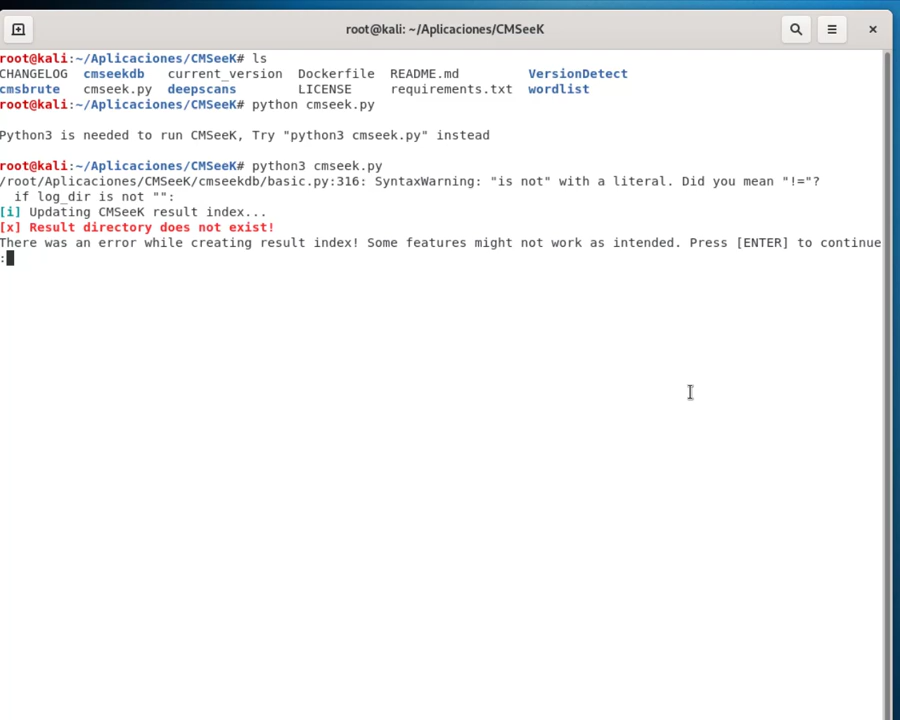 root@kali: ~/Aplicaciones/CMSeeK
root@kali:~/Aplicaciones/CMSeeK# ls
CHANGELOG  cmseekdb   current_version  Dockerfile  README.md         VersionDetect
cmsbrute   cmseek.py  deepscans        LICENSE     requirements.txt  wordlist
root@kali:~/Aplicaciones/CMSeeK# python cmseek.py
Python3 is needed to run CMSeeK, Try "python3 cmseek.py" instead
root@kali:~/Aplicaciones/CMSeeK# python3 cmseek.py
/root/Aplicaciones/CMSeeK/cmseekdb/basic.py:316: SyntaxWarning: "is not" with a literal. Did you mean "!="?
  if log_dir is not "":
[i] Updating CMSeeK result index...
[x] Result directory does not exist!
There was an error while creating result index! Some features might not work as intended. Press [ENTER] to continue
: